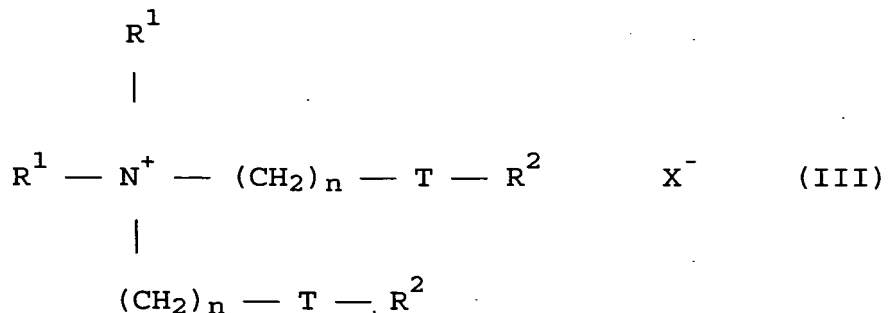 R¹
|
R¹ — N⁺ — (CH₂)ₙ — T — R² X⁻ (III)
|
(CH₂)ₙ — T — R²